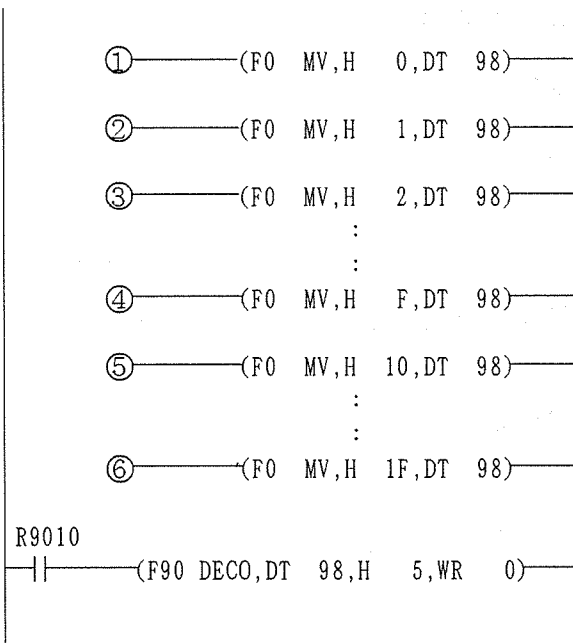 ① (F0 MV,H 0,DT 98)
② (F0 MV,H 1,DT 98)
③ (F0 MV,H 2,DT 98)
:
:
④ (F0 MV,H F,DT 98)
⑤ (F0 MV,H 10,DT 98)
:
:
⑥ (F0 MV,H 1F,DT 98)
R9010
(F90 DECO,DT 98,H 5,WR 0)